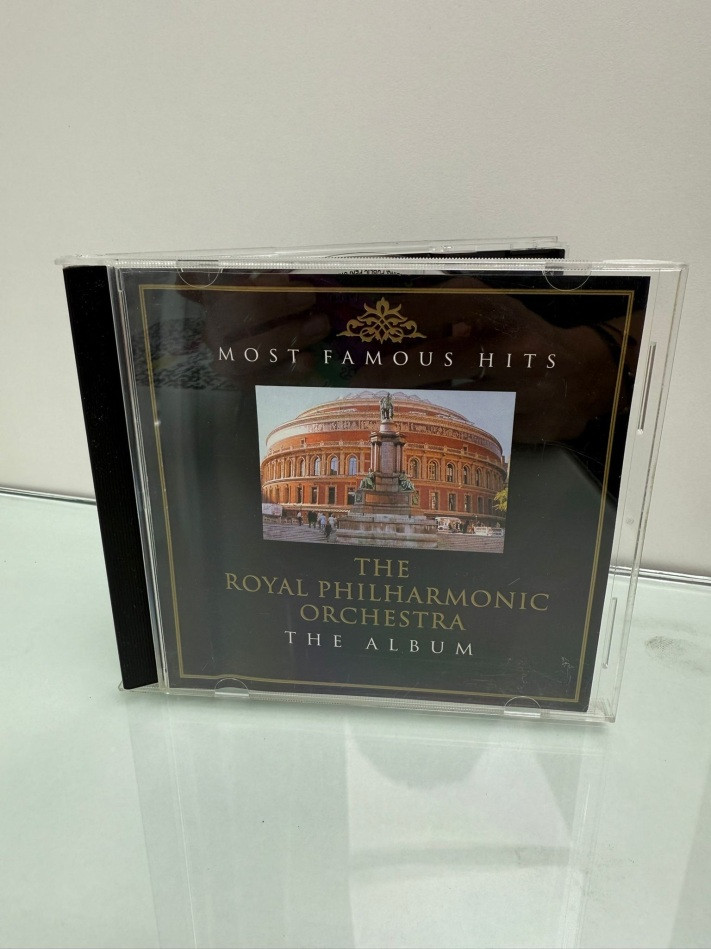 MOST FAMOUS HITS
THE
ROYAL PHILHARMONIC
ORCHESTRA
THE ALBUM